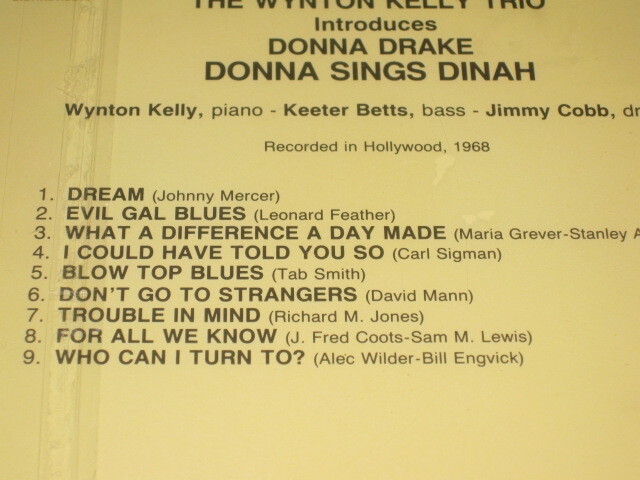 THE WYNTON KELLY TRIO
Introduces
DONNA DRAKE
DONNA SINGS DINAH
Wynton Kelly, piano - Keeter Betts, bass - Jimmy Cobb,
Recorded in Hollywood, 1968
1. DREAM (Johnny Mercer)
2. EVIL GAL BLUES (Leonard Feather)
3. WHAT A DIFFERENCE A DAY MADE (Maria Grever-Stanley
4. I COULD HAVE TOLD YOU SO (Carl Sigman)
5. BLOW TOP BLUES (Tab Smith)
6. DON'T GO TO STRANGERS (David Mann)
7. TROUBLE IN MIND (Richard M. Jones)
8. FOR ALL WE KNOW (J. Fred Coots-Sam M. Lewis)
9. WHO CAN I TURN TO? (Alec Wilder-Bill Engvick)